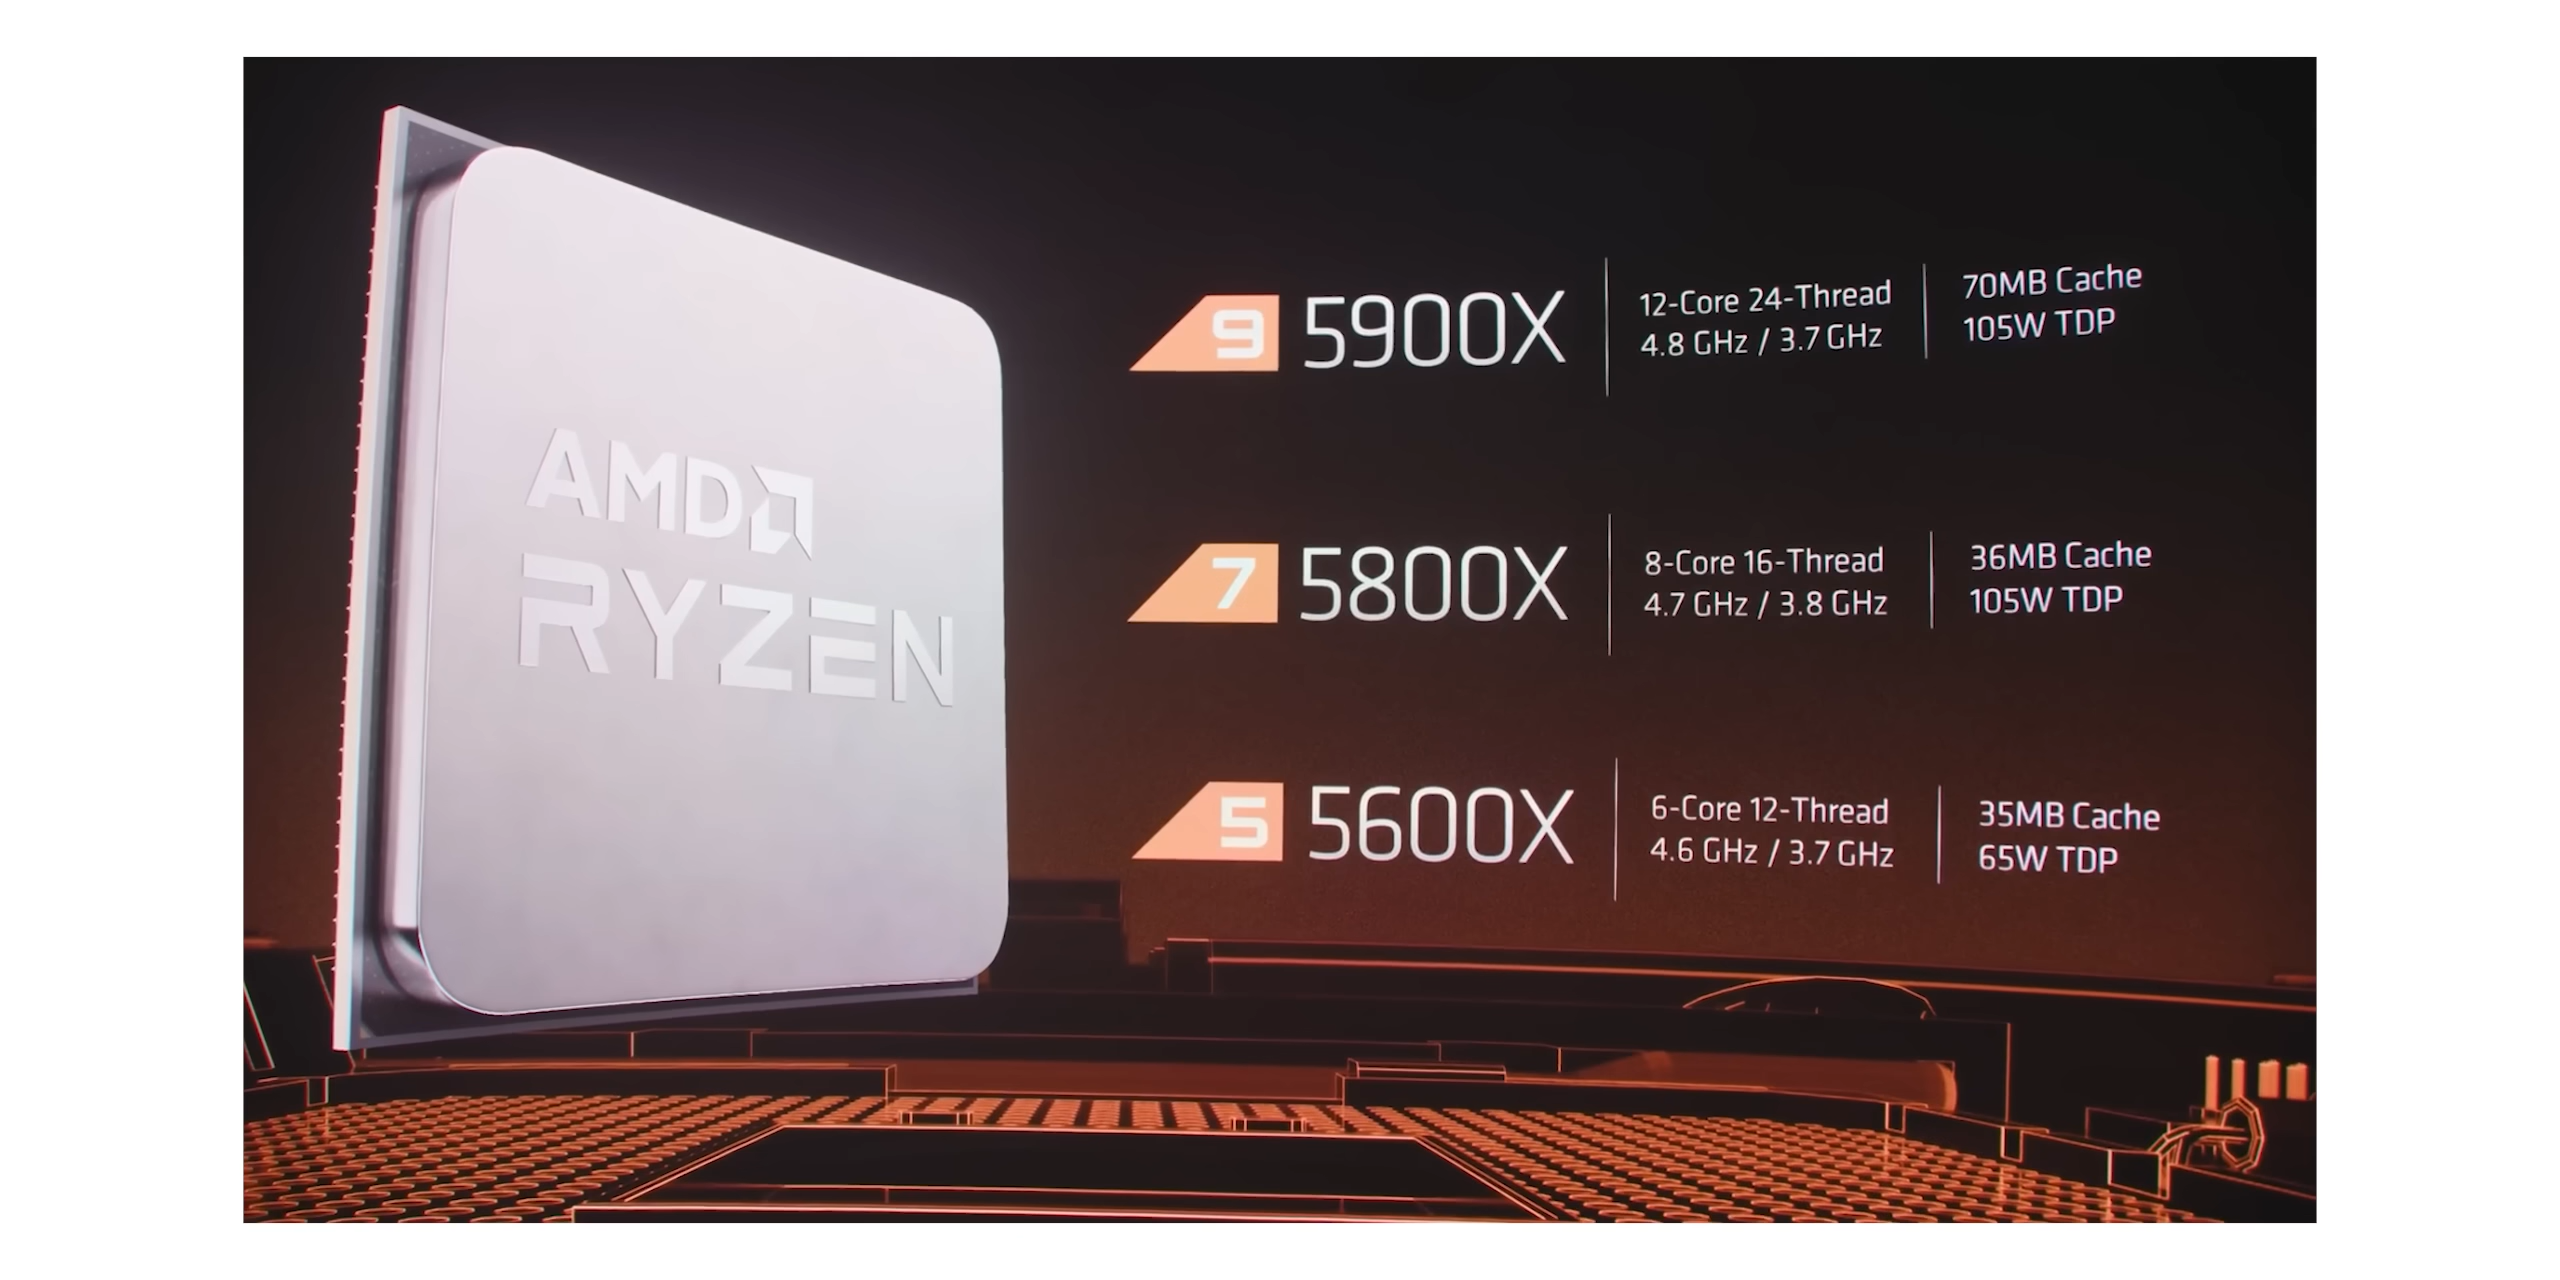 AMD
RYZEN
9 5900X
12-Core 24-Thread
4.8 GHz / 3.7 GHz
70MB Cache
105W TDP
7 5800X
8-Core 16-Thread
4.7 GHz / 3.8 GHz
36MB Cache
105W TDP
5 5600X
6-Core 12-Thread
4.6 GHz / 3.7 GHz
35MB Cache
65W TDP